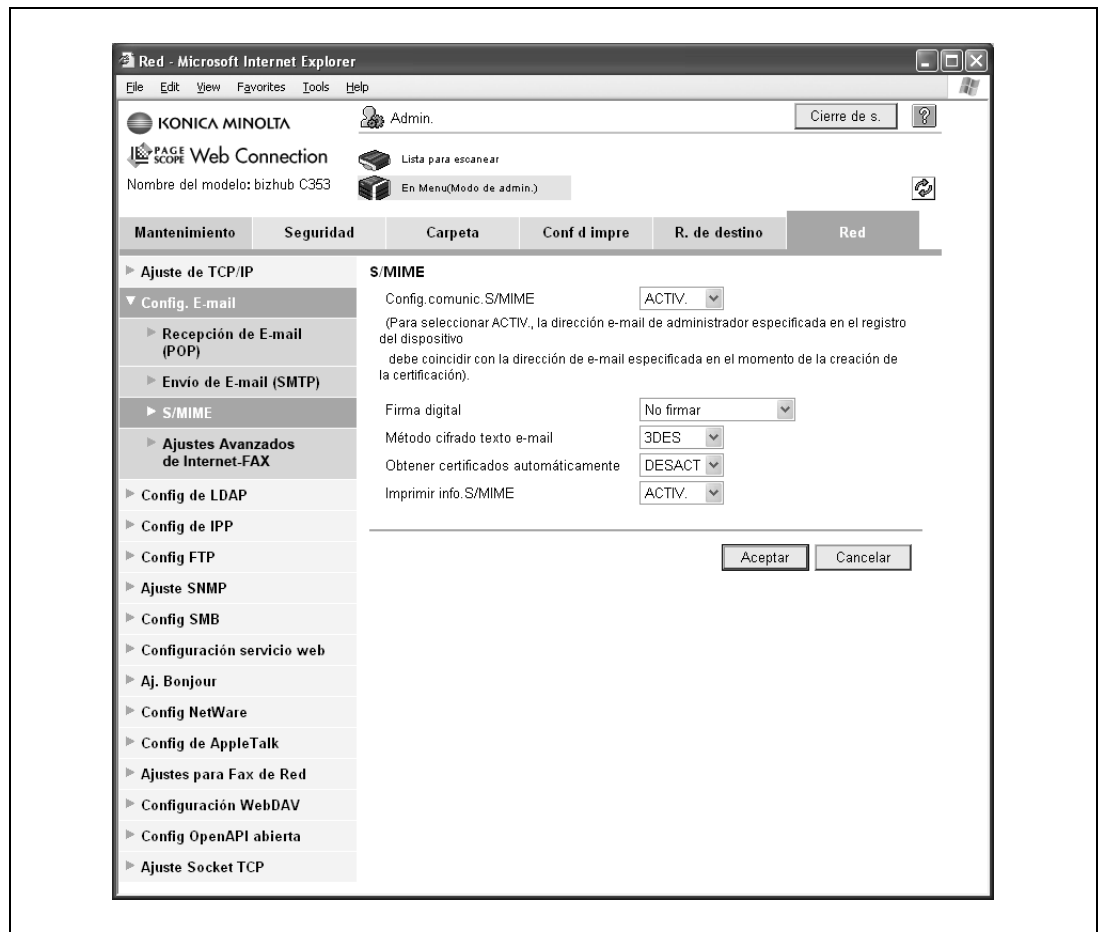 Red - Microsoft Internet Explorer
File Edit View Favorites Tools Help
KONICA MINOLTA
Admin.
Cierre de s.
?
PAGE SCOPE Web Connection
Lista para escanear
Nombre del modelo: bizhub C353
En Menu(Modo de admin.)
Mantenimiento Seguridad Carpeta Conf d impre R. de destino Red
Ajuste de TCP/IP
Config. E-mail
Recepción de E-mail
(POP)
Envío de E-mail (SMTP)
S/MIME
Ajustes Avanzados
de Internet-FAX
Config de LDAP
Config de IPP
Config FTP
Ajuste SNMP
Config SMB
Configuración servicio web
Aj. Bonjour
Config NetWare
Config de AppleTalk
Ajustes para Fax de Red
Configuración WebDAV
Config OpenAPI abierta
Ajuste Socket TCP
S/MIME
Config.comunic.S/MIME ACTIV.
(Para seleccionar ACTIV., la dirección e-mail de administrador especificada en el registro
del dispositivo
debe coincidir con la dirección de e-mail especificada en el momento de la creación de
la certificación).
Firma digital No firmar
Método cifrado texto e-mail 3DES
Obtener certificados automáticamente DESACT
Imprimir info.S/MIME ACTIV.
Aceptar Cancelar